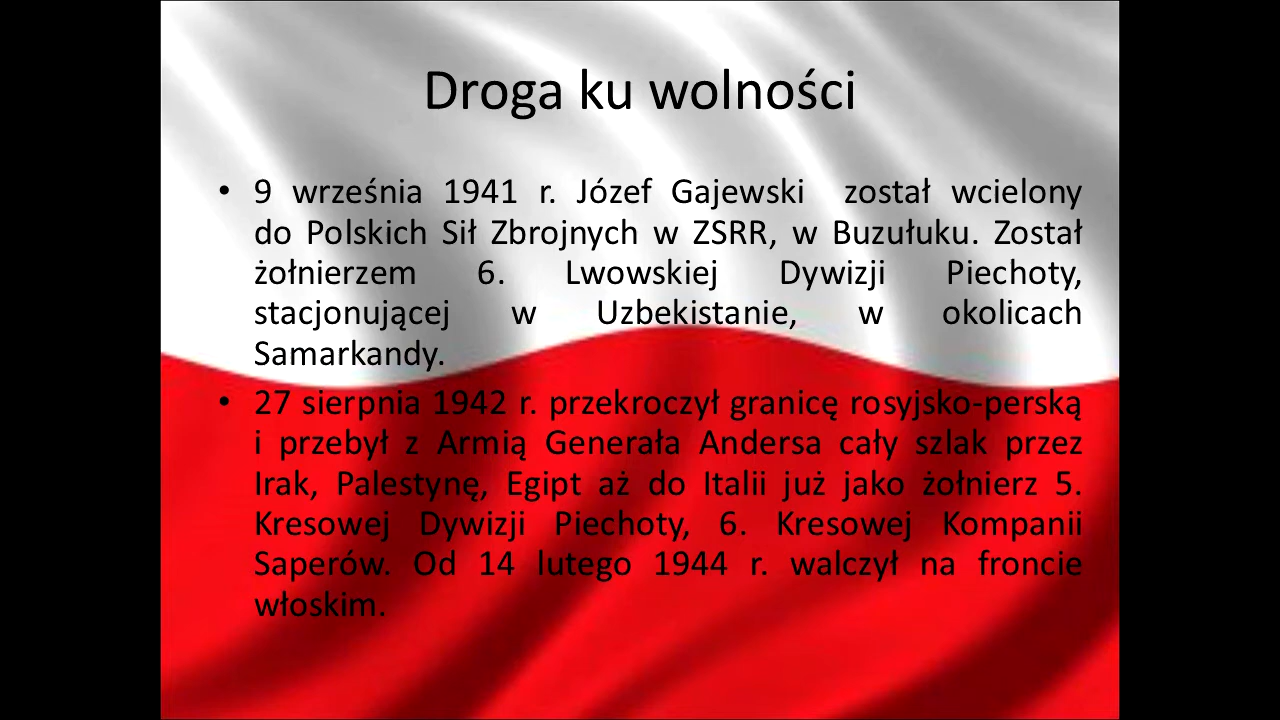 Droga ku wolności
• 9 września 1941 r. Józef Gajewski został wcielony
do Polskich Sił Zbrojnych w ZSRR, w Buzułuku. Został
żołnierzem 6. Lwowskiej Dywizji Piechoty,
stacjonującej w Uzbekistanie, w okolicach
Samarkandy.
• 27 sierpnia 1942 r. przekroczył granicę rosyjsko-perską
i przebył z Armią Generała Andersa cały szlak przez
Irak, Palestynę, Egipt aż do Italii już jako żołnierz 5.
Kresowej Dywizji Piechoty, 6. Kresowej Kompanii
Saperów. Od 14 lutego 1944 r. walczył na froncie
włoskim.